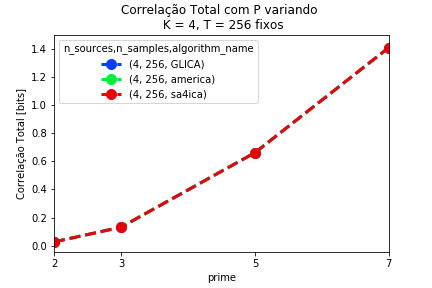 Correlação Total com P variando
K = 4, T = 256 fixos
n_sources,n_samples,algorithm_name
(4, 256, GLICA)
(4, 256, america)
(4, 256, sa4ica)
Correlação Total [bits]
1.4
1.2
1.0
0.8
0.6
0.4
0.2
0.0
2
3
5
7
prime